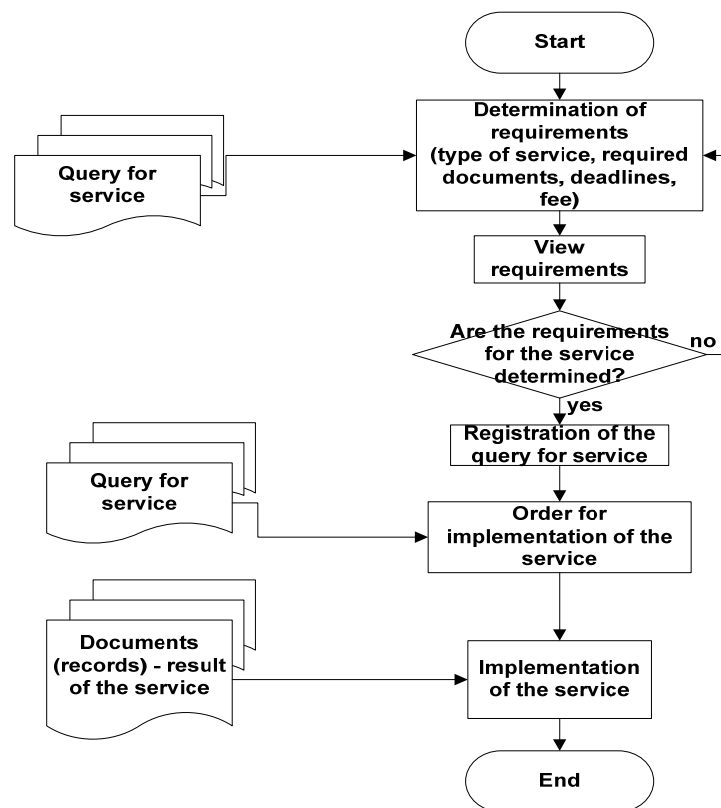 Start
Determination of
requirements
(type of service, required
documents, deadlines,
fee)
Query for
service
View
requirements
Are the requirements
for the service
determined?
no
yes
Registration of the
query for service
Query for
service
Order for
implementation of the
service
Documents
(records) - result
of the service
Implementation
of the service
End